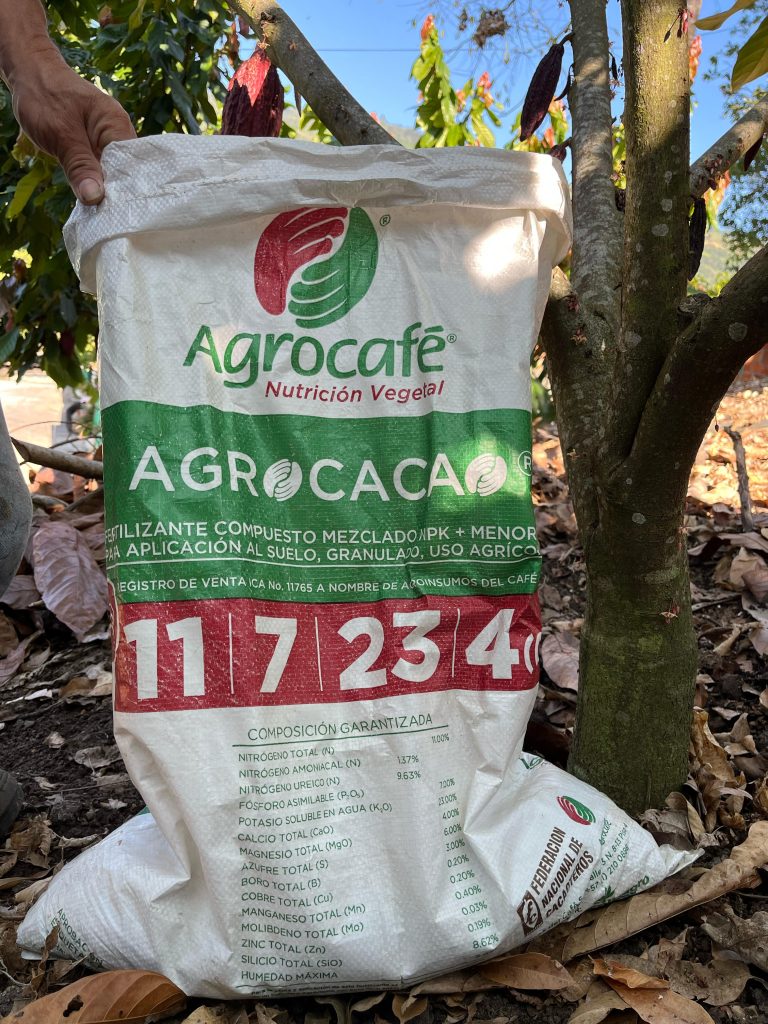 Agrocafé®
Nutrición Vegetal
AGROCACAO®
FERTILIZANTE COMPUESTO MEZCLADO NPK + MENOR
PARA APLICACIÓN AL SUELO, GRANULADO, USO AGRÍCO
REGISTRO DE VENTA ICA No. 11765 A NOMBRE DE AGROINSUMOS DEL CAFÉ
11 7 23 4(
COMPOSICIÓN GARANTIZADA
NITRÓGENO TOTAL (N) 11.00%
NITRÓGENO AMONIACAL (N) 1.37%
NITRÓGENO UREICO (N) 9.63%
FÓSFORO ASIMILABLE (P₂O₅) 7.00%
POTASIO SOLUBLE EN AGUA (K₂O) 23.00%
CALCIO TOTAL (CaO) 4.00%
MAGNESIO TOTAL (MgO) 6.00%
AZUFRE TOTAL (S) 3.00%
BORO TOTAL (B) 0.20%
COBRE TOTAL (Cu) 0.20%
MANGANESO TOTAL (Mn) 0.40%
MOLIBDENO TOTAL (Mo) 0.03%
ZINC TOTAL (Zn) 0.19%
SILICIO TOTAL (SiO) 8.62%
HUMEDAD MÁXIMA
FEDERACIÓN
NACIONAL DE
CACAOTEROS